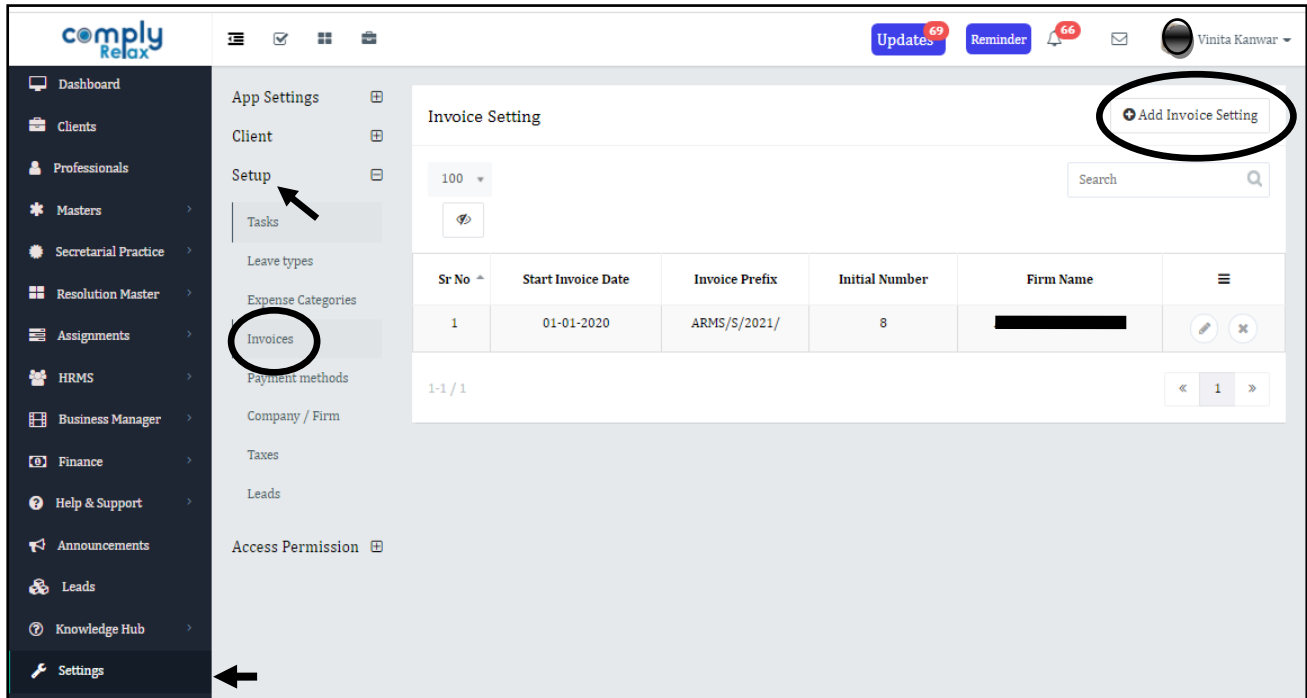 comply
Relax
Updates 69
Reminder
66
Vinita Kanwar
Dashboard
Clients
Professionals
Masters
Secretarial Practice
Resolution Master
Assignments
HRMS
Business Manager
Finance
Help & Support
Announcements
Leads
Knowledge Hub
Settings
App Settings
Client
Setup
Tasks
Leave types
Expense Categories
Invoices
Payment methods
Company / Firm
Taxes
Leads
Access Permission
Invoice Setting
Add Invoice Setting
100
Search
Sr No Start Invoice Date Invoice Prefix Initial Number Firm Name
1 01-01-2020 ARMS/S/2021/ 8
1-1 / 1
« 1 »